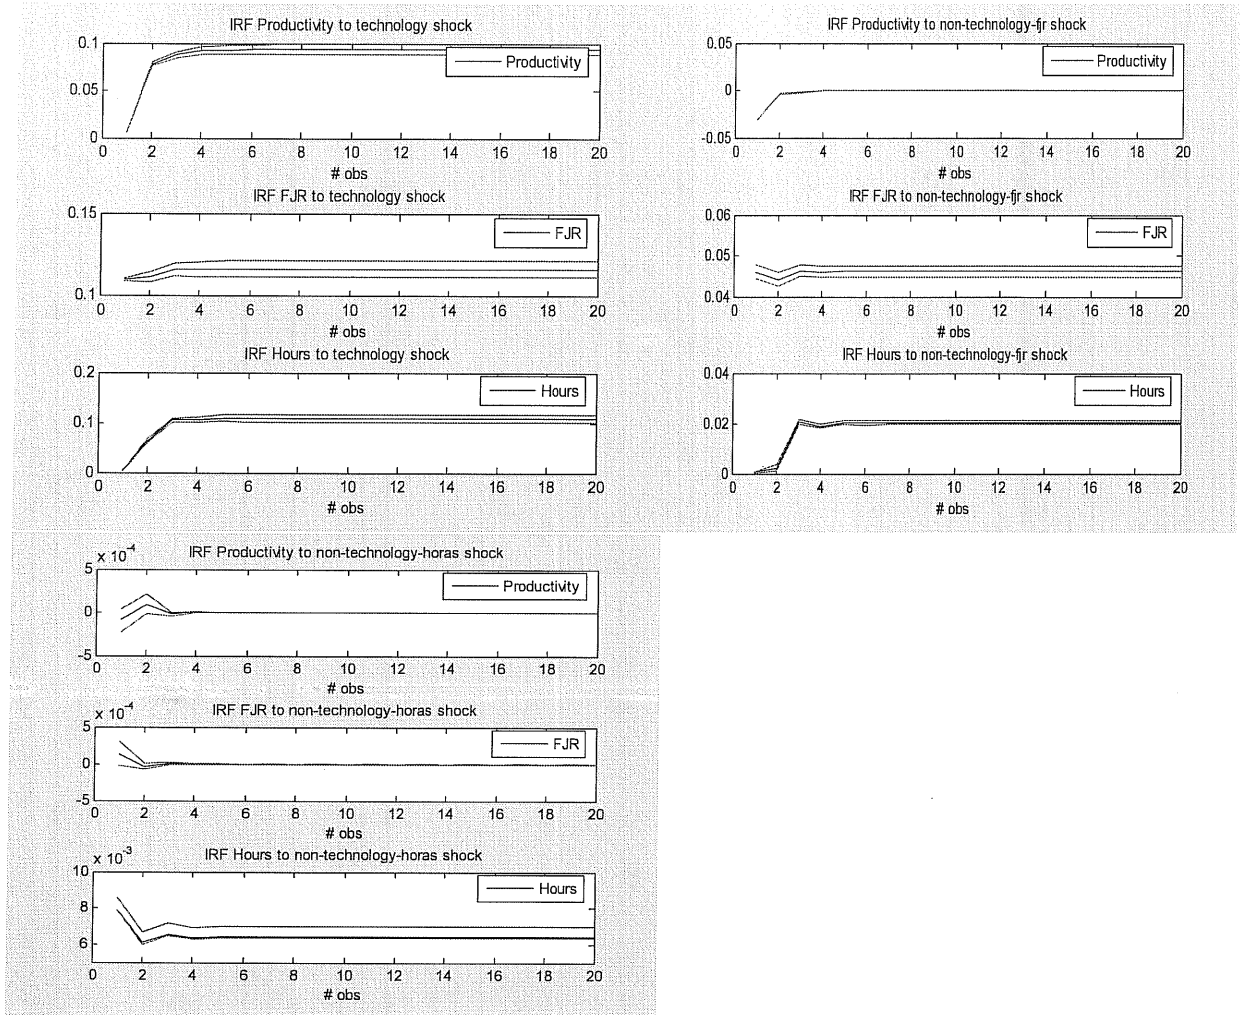 IRF Productivity to technology shock
0.1
0.05
0
Productivity
0 2 4 6 8 10 12 14 16 18 20
# obs
IRF FJR to technology shock
0.15
0.1
FJR
0 2 4 6 8 10 12 14 16 18 20
# obs
IRF Hours to technology shock
0.2
0.1
0
Hours
0 2 4 6 8 10 12 14 16 18 20
# obs
IRF Productivity to non-technology-fjr shock
0.05
0
-0.05
Productivity
0 2 4 6 8 10 12 14 16 18 20
# obs
IRF FJR to non-technology-fjr shock
0.06
0.05
0.04
FJR
0 2 4 6 8 10 12 14 16 18 20
# obs
IRF Hours to non-technology-fjr shock
0.04
0.02
0
Hours
0 2 4 6 8 10 12 14 16 18 20
# obs
x 10-4
IRF Productivity to non-technology-horas shock
5
0
-5
Productivity
0 2 4 6 8 10 12 14 16 18 20
# obs
x 10-4
IRF FJR to non-technology-horas shock
5
0
-5
FJR
0 2 4 6 8 10 12 14 16 18 20
# obs
x 10-3
IRF Hours to non-technology-horas shock
10
8
6
Hours
0 2 4 6 8 10 12 14 16 18 20
# obs